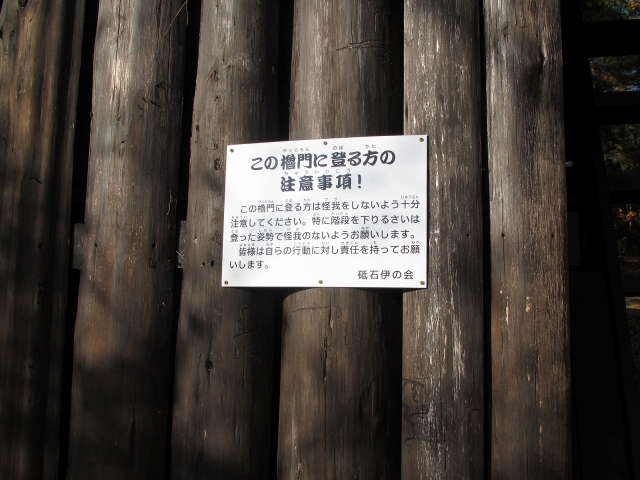 この櫓門に登る方の
注意事項！
この櫓門に登る方は怪我をしないよう十分
注意してください。特に階段を下りるさいは
登った姿勢で怪我のないようお願いします。
皆様は自らの行動に対し責任を持ってお願
いします。
砥石伊の会